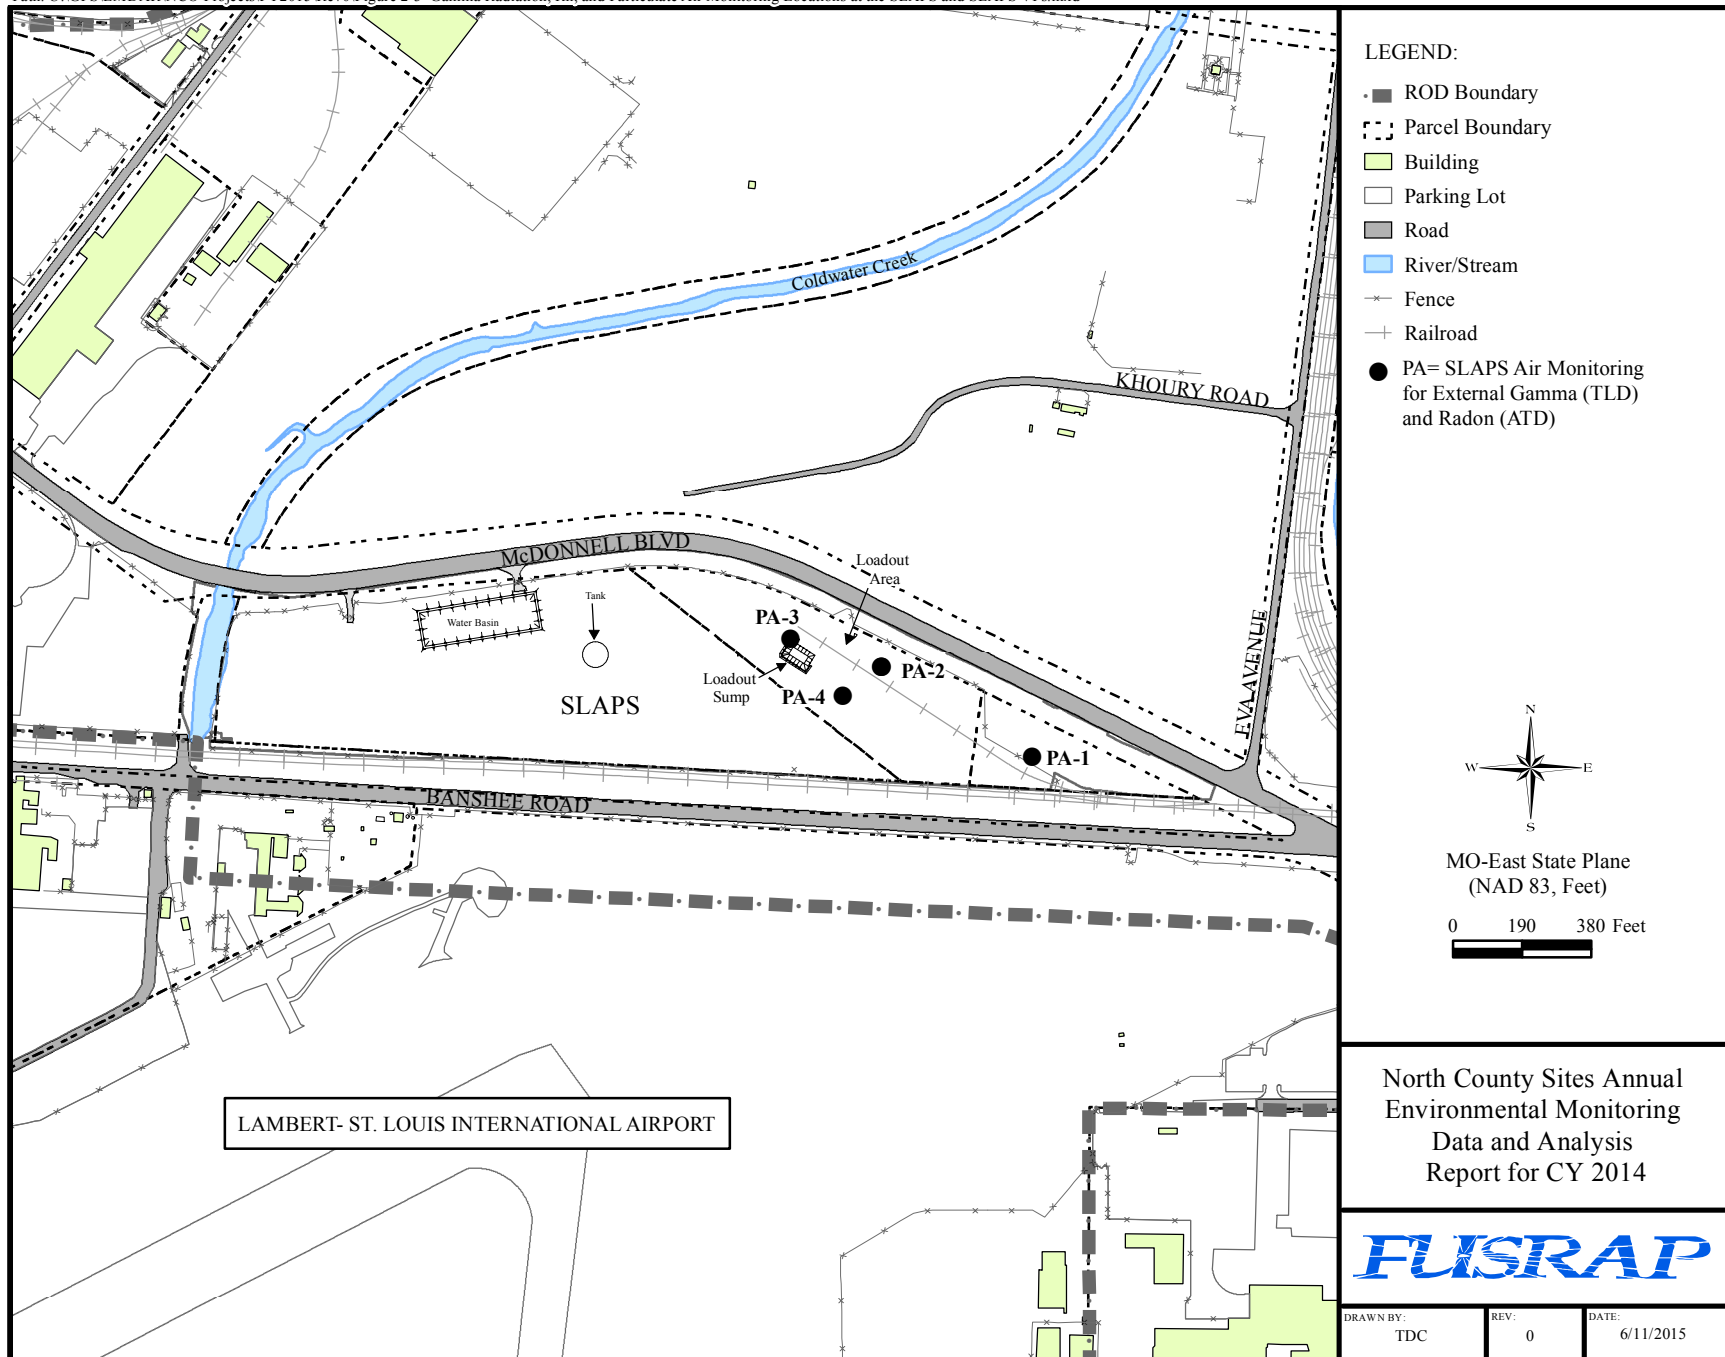 LEGEND:
ROD Boundary
Parcel Boundary
Building
Parking Lot
Road
River/Stream
Fence
Railroad
PA= SLAPS Air Monitoring
for External Gamma (TLD)
and Radon (ATD)
Coldwater Creek
KHOURY ROAD
McDONNELL BLVD
Loadout
Area
Tank
Water Basin
PA-3
PA-2
Loadout
Sump
PA-4
SLAPS
PA-1
EVA AVENUE
BANSHEE ROAD
LAMBERT- ST. LOUIS INTERNATIONAL AIRPORT
N
W
E
S
MO-East State Plane
(NAD 83, Feet)
0 190 380 Feet
North County Sites Annual
Environmental Monitoring
Data and Analysis
Report for CY 2014
FUSRAP
DRAWN BY:
TDC
REV:
0
DATE:
6/11/2015